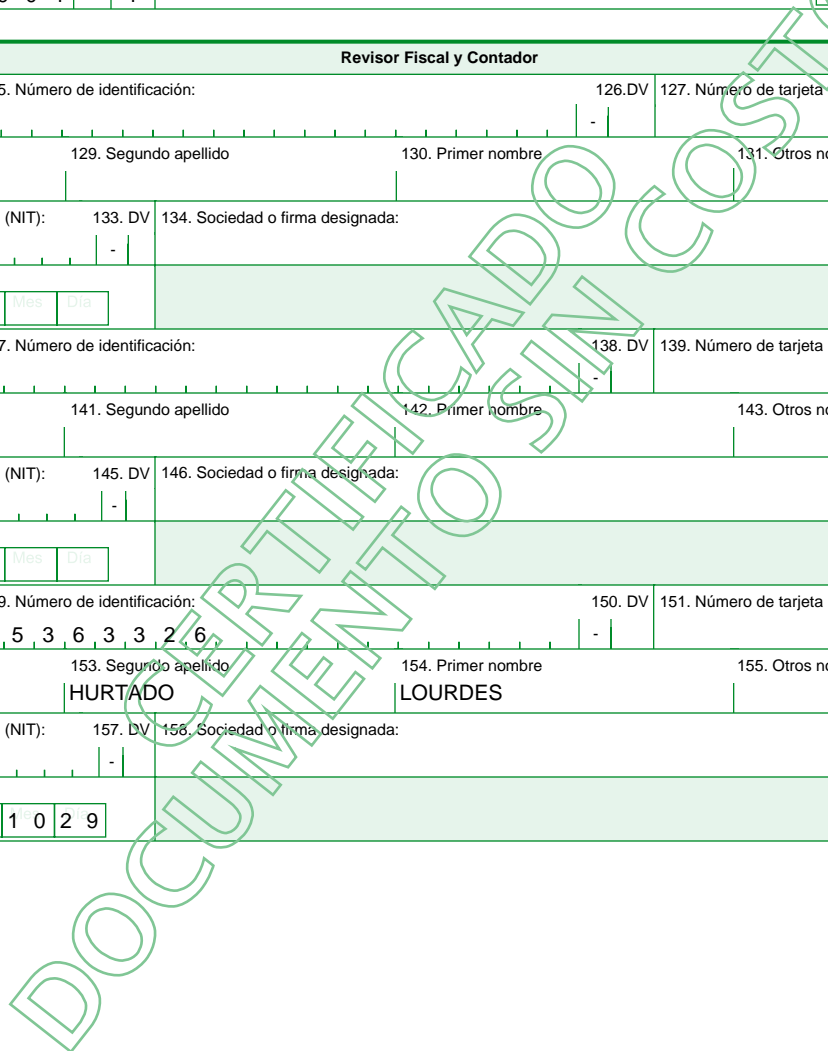 Revisor Fiscal y Contador
5. Número de identificación: 126.DV 127. Número de tarjeta
-
129. Segundo apellido 130. Primer nombre 131. Otros no
(NIT): 133. DV 134. Sociedad o firma designada:
-
Mes Día
7. Número de identificación: 138. DV 139. Número de tarjeta
-
141. Segundo apellido 142. Primer nombre 143. Otros no
(NIT): 145. DV 146. Sociedad o firma designada:
-
Mes Día
9. Número de identificación: 150. DV 151. Número de tarjeta
5 3 6 3 3 2 6 -
153. Segundo apellido 154. Primer nombre 155. Otros no
HURTADO LOURDES
(NIT): 157. DV 158. Sociedad o firma designada:
-
1 0 2 9
CERTIFICADO
DOCUMENTO SIN COSTO